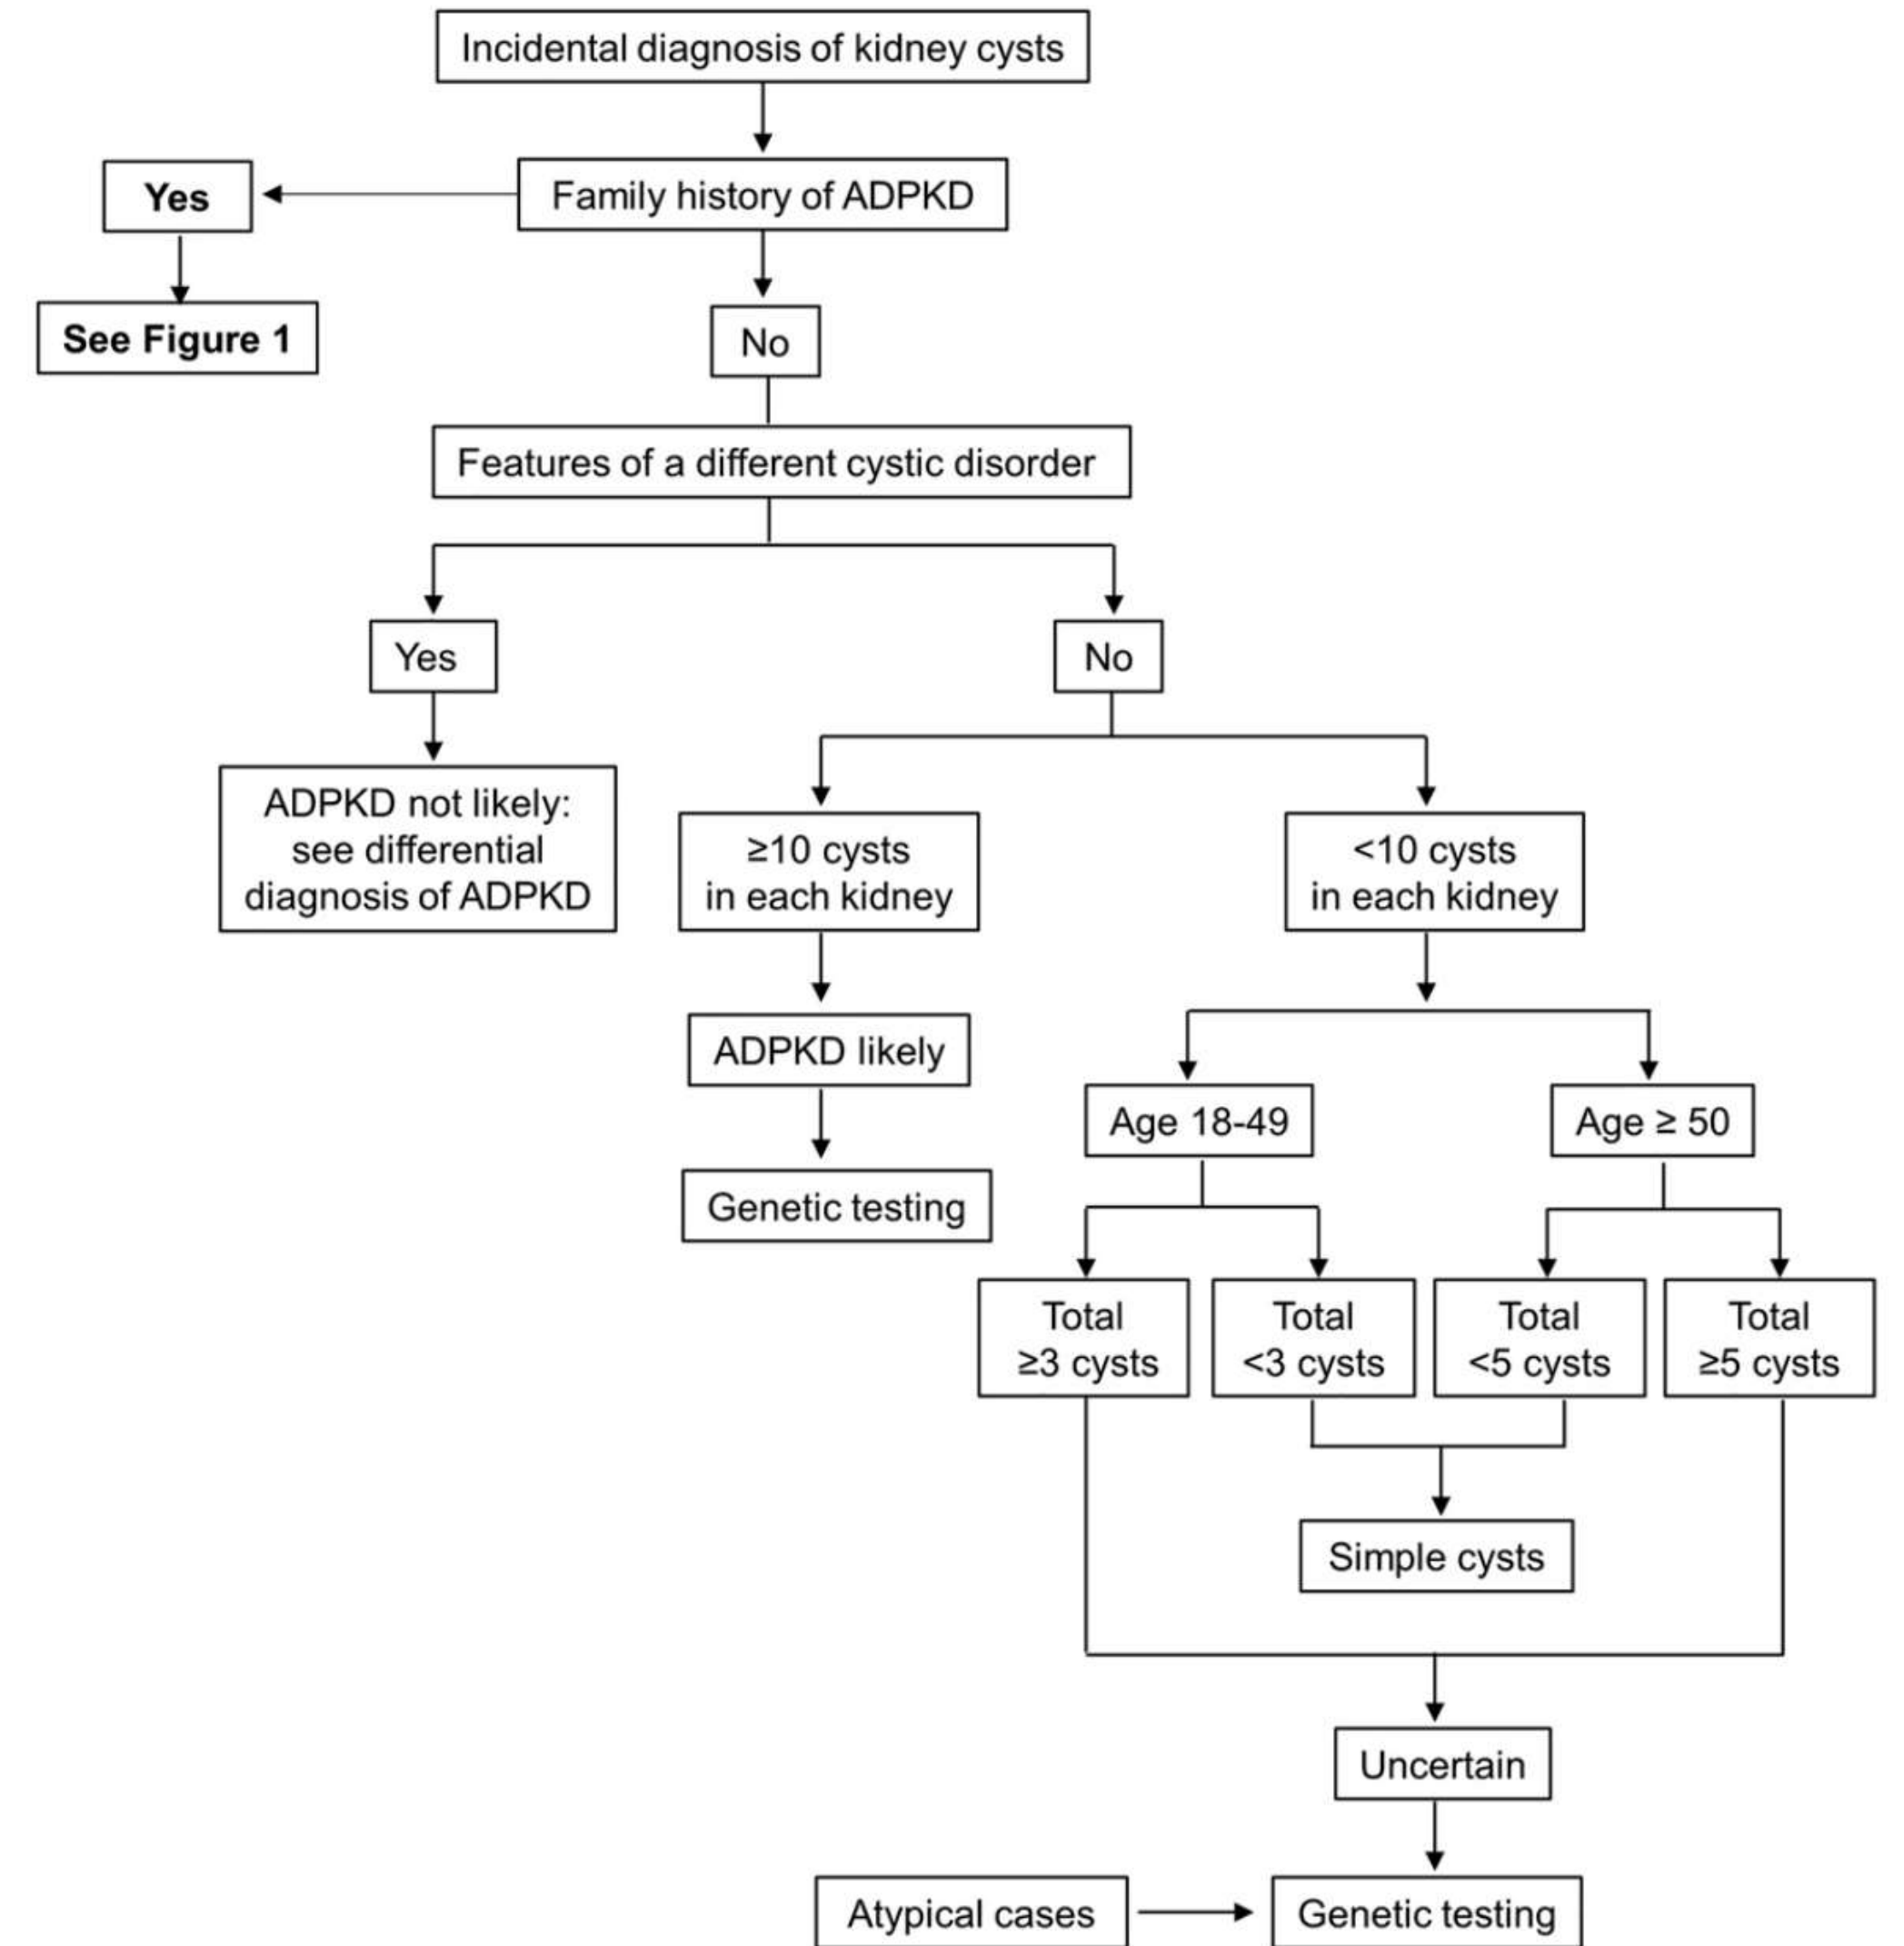 Incidental diagnosis of kidney cysts
Yes
Family history of ADPKD
See Figure 1
No
Features of a different cystic disorder
Yes
No
ADPKD not likely:
see differential
diagnosis of ADPKD
≥10 cysts
in each kidney
<10 cysts
in each kidney
ADPKD likely
Genetic testing
Age 18-49
Age ≥ 50
Total
≥3 cysts
Total
<3 cysts
Total
<5 cysts
Total
≥5 cysts
Simple cysts
Uncertain
Atypical cases
Genetic testing